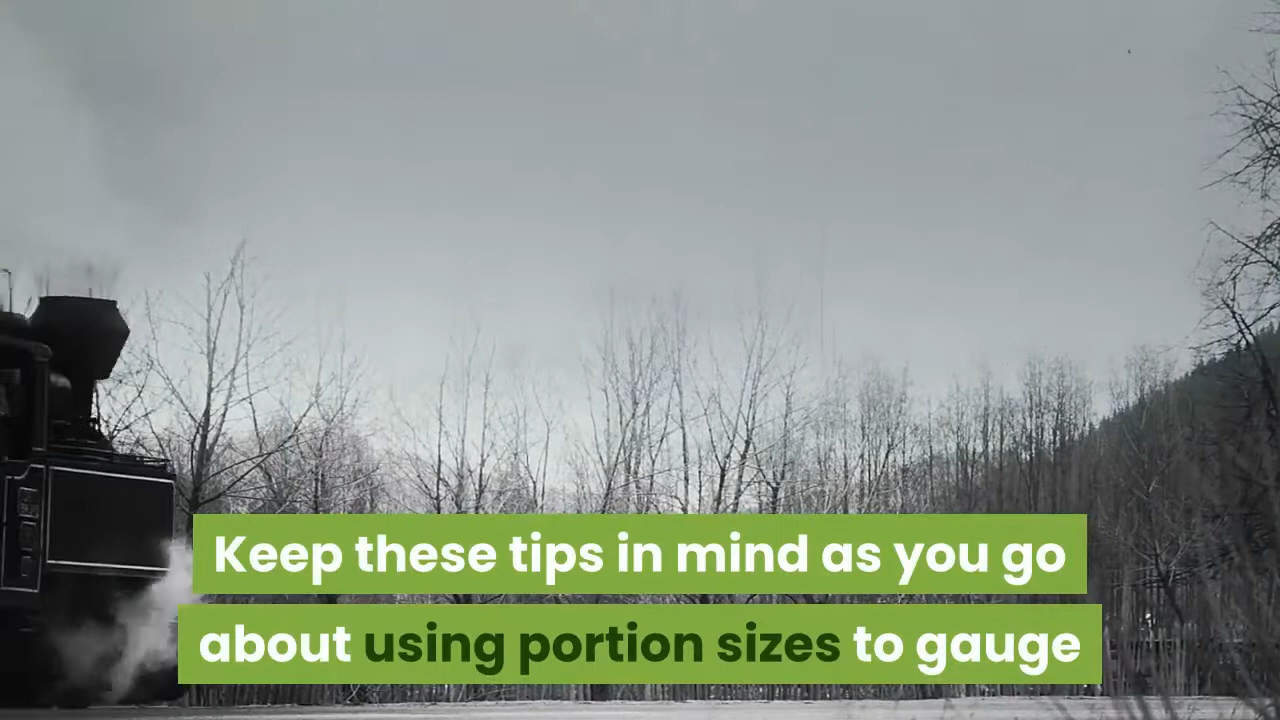 Keep these tips in mind as you go
about using portion sizes to gauge